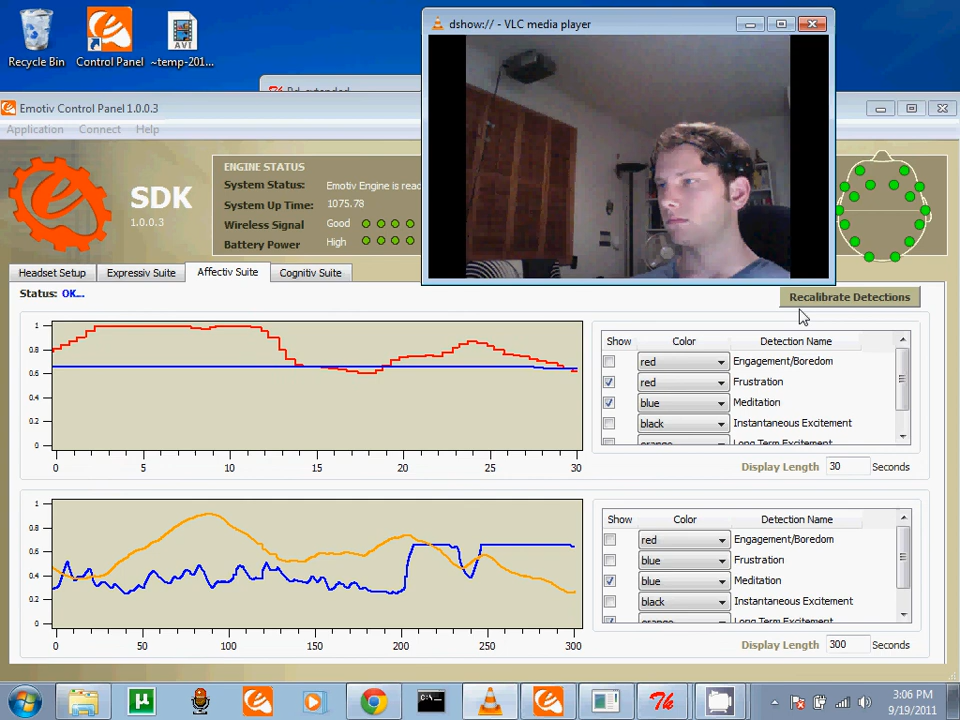 dshow:// - VLC media player
Recycle Bin
Control Panel
~temp-201...
Emotiv Control Panel 1.0.0.3
Application Connect Help
SDK
1.0.0.3
ENGINE STATUS
System Status: Emotiv Engine is read
System Up Time: 1075.78
Wireless Signal Good
Battery Power High
Headset Setup Expressiv Suite Affectiv Suite Cognitiv Suite
Status: OK...
Recalibrate Detections
1
0.8
0.6
0.4
0.2
0
0 5 10 15 20 25 30
Show Color Detection Name
red Engagement/Boredom
red Frustration
blue Meditation
black Instantaneous Excitement
orange Long Term Excitement
Display Length 30 Seconds
1
0.8
0.6
0.4
0.2
0
0 50 100 150 200 250 300
Show Color Detection Name
red Engagement/Boredom
blue Frustration
blue Meditation
black Instantaneous Excitement
Display Length 300 Seconds
3:06 PM
9/19/2011